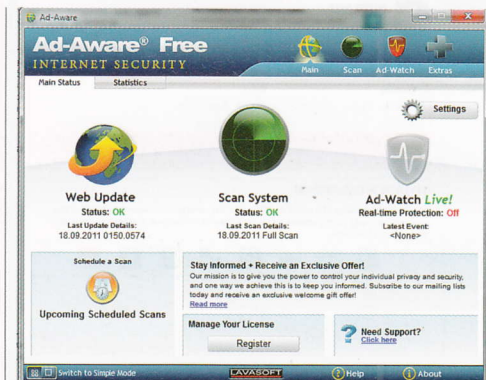 Ad-Aware
Ad-Aware® Free
INTERNET SECURITY
Main Scan Ad-Watch Extras
Main Status Statistics
Settings
Web Update
Status: OK
Last Update Details:
18.09.2011 0150.0574
Scan System
Status: OK
Last Scan Details:
18.09.2011 Full Scan
Ad-Watch Live!
Real-time Protection: Off
Latest Event:
<None>
Schedule a Scan
Upcoming Scheduled Scans
Stay Informed + Receive an Exclusive Offer!
Our mission is to give you the power to control your individual privacy and security,
and one way we achieve this is to keep you informed. Subscribe to our mailing lists
today and receive an exclusive welcome gift offer!
Read more
Manage Your License
Register
Need Support?
Click here
Switch to Simple Mode
LAVASOFT
Help
About